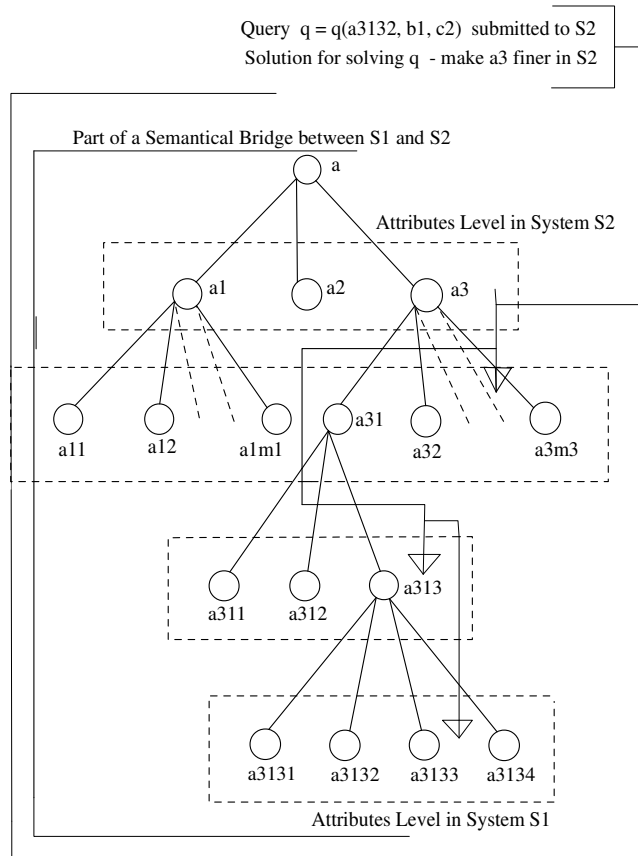 Query q = q(a3132, b1, c2) submitted to S2
Solution for solving q - make a3 finer in S2
Part of a Semantical Bridge between S1 and S2
a
Attributes Level in System S2
a1
a2
a3
a11
a12
a1m1
a31
a32
a3m3
a311
a312
a313
a3131
a3132
a3133
a3134
Attributes Level in System S1